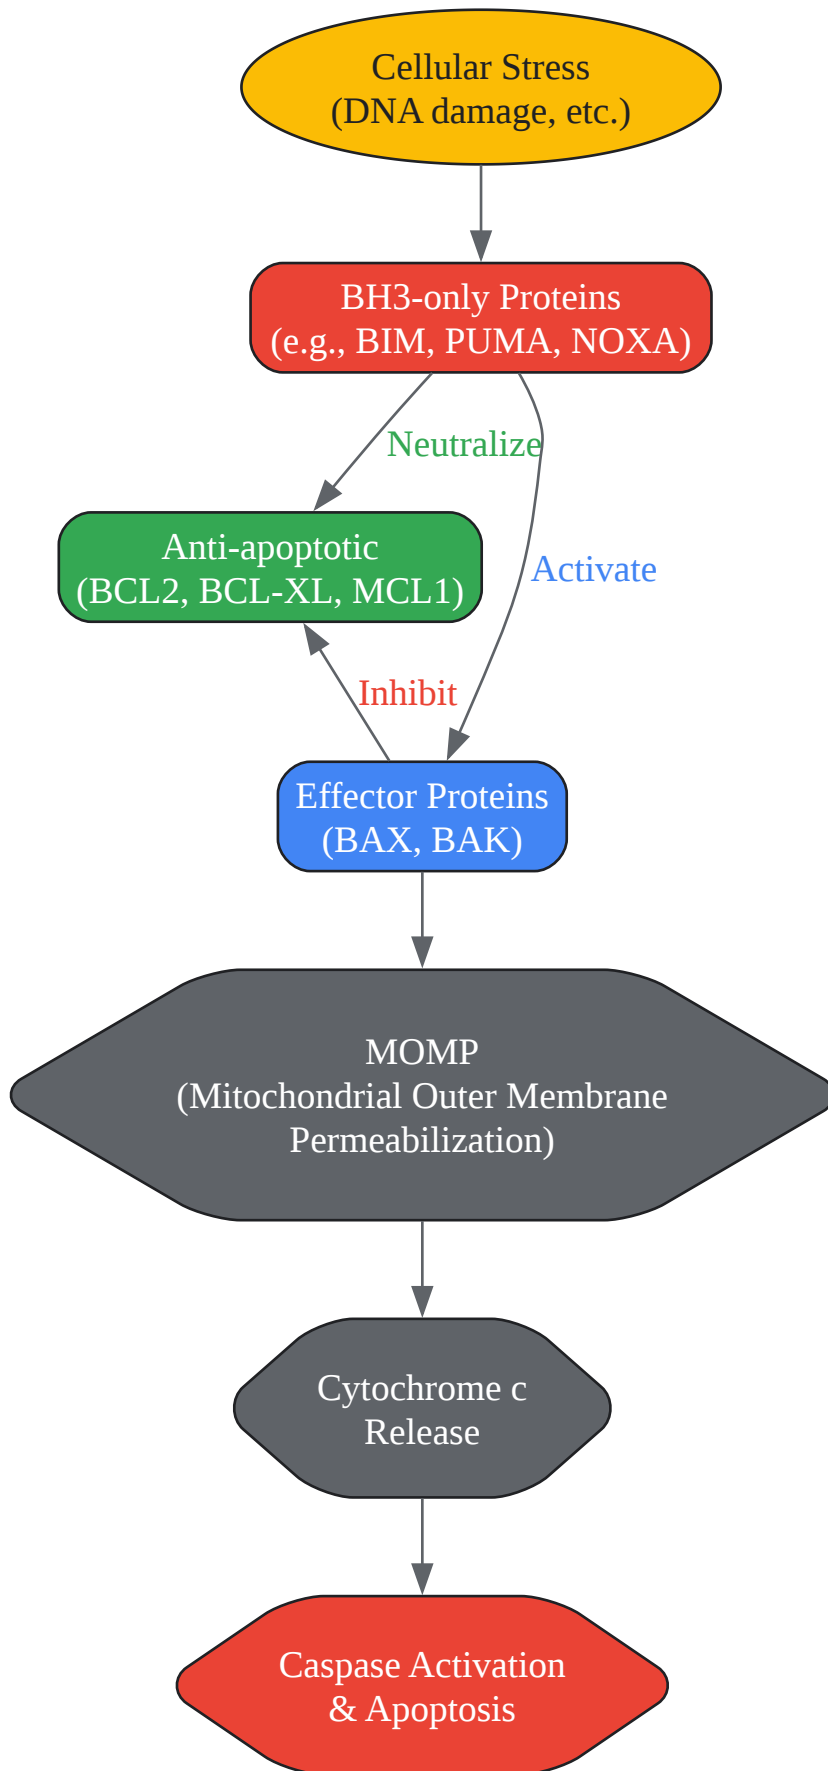 Cellular Stress
(DNA damage, etc.)
BH3-only Proteins
(e.g., BIM, PUMA, NOXA)
Neutralize
Anti-apoptotic
(BCL2, BCL-XL, MCL1)
Activate
Inhibit
Effector Proteins
(BAX, BAK)
MOMP
(Mitochondrial Outer Membrane
Permeabilization)
Cytochrome c
Release
Caspase Activation
& Apoptosis